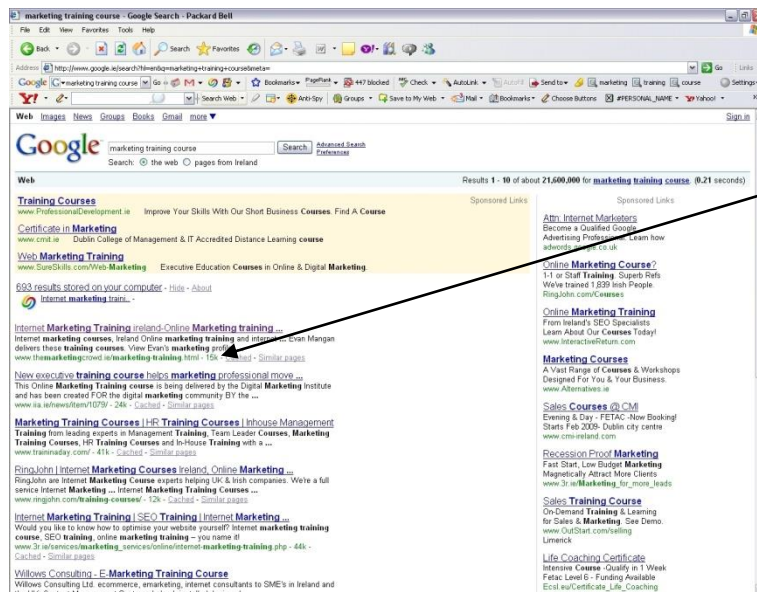 marketing training course - Google Search - Packard Bell
File Edit View Favorites Tools Help
Back Search Favorites
Address http://www.google.ie/search?hl=en&q=marketing+training+course&meta= Go Links
Google marketing training course Go Bookmarks PageRank 447 blocked Check AutoLink AutoFill Send to marketing training course Settings
Y! Search Web Anti-Spy Groups Save to My Web Mail Bookmarks Choose Buttons #PERSONAL_NAME Yahoo!
Web Images News Groups Books Gmail more ▼ Sign in
Google marketing training course Search Advanced Search
Preferences
Search: the web pages from Ireland
Web Results 1 - 10 of about 21,600,000 for marketing training course. (0.21 seconds)
Training Courses
www.ProfessionalDevelopment.ie Improve Your Skills With Our Short Business Courses. Find A Course
Certificate in Marketing
www.cmit.ie Dublin College of Management & IT Accredited Distance Learning course
Web Marketing Training
www.SureSkills.com/Web-Marketing Executive Education Courses in Online & Digital Marketing.
Sponsored Links
693 results stored on your computer - Hide - About
Internet marketing traini... -
Internet Marketing Training ireland-Online Marketing training ...
Internet marketing courses, Ireland Online marketing training and internet ... Evan Mangan
delivers these training courses. View Evan's marketing
www.themarketingcrowd.ie/marketing-training.html - 15k - Cached - Similar pages
New executive training course helps marketing professional move ...
This Online Marketing Training course is being delivered by the Digital Marketing Institute
and has been created FOR the digital marketing community BY the ...
www.iia.ie/news/item/1079/ - 24k - Cached - Similar pages
Marketing Training Courses | HR Training Courses | Inhouse Management
Training from leading experts in Management Training, Team Leader Courses, Marketing
Training Courses, HR Training Courses and In-House Training with a ...
www.traininaday.com/ - 41k - Cached - Similar pages
RingJohn | Internet Marketing Courses Ireland, Online Marketing ...
RingJohn are Internet Marketing Course experts helping UK & Irish companies. We're a full
service Internet Marketing ... Internet Marketing Training Courses ...
www.ringjohn.com/training-courses/ - 12k - Cached - Similar pages
Internet Marketing Training | SEO Training | Internet Marketing ...
Would you like to know how to optimise your website yourself? Internet marketing training
course, SEO training, online marketing training – you name it!
www.3r.ie/services/marketing_services/online/internet-marketing-training.php - 44k -
Cached - Similar pages
Willows Consulting - E-Marketing Training Course
Willows Consulting Ltd. ecommerce, emarketing, internet consultants to SME's in Ireland and
Sponsored Links
Attn: Internet Marketers
Become a Qualified Google
Advertising Professional. Learn how
adwords.google.co.uk
Online Marketing Course?
1-1 or Staff Training. Superb Refs
We've trained 1,839 Irish People.
RingJohn.com/Courses
Online Marketing Training
From Ireland's SEO Specialists
Learn About Our Courses Today!
www.InteractiveReturn.com
Marketing Courses
A Vast Range of Courses & Workshops
Designed For You & Your Business.
www.Alternatives.ie
Sales Courses @ CMI
Evening & Day - FETAC -Now Booking!
Starts Feb 2009- Dublin city centre
www.cmi-ireland.com
Recession Proof Marketing
Fast Start, Low Budget Marketing
Magnetically Attract More Clients
www.3r.ie/Marketing_for_more_leads
Sales Training Course
On-Demand Training & Learning
for Sales & Marketing. See Demo.
www.OutStart.com/selling
Limerick
Life Coaching Certificate
Intensive Course -Qualify in 1 Week
Fetac Level 6 - Funding Available
Ecsl.eu/Certificate_Life_Coaching